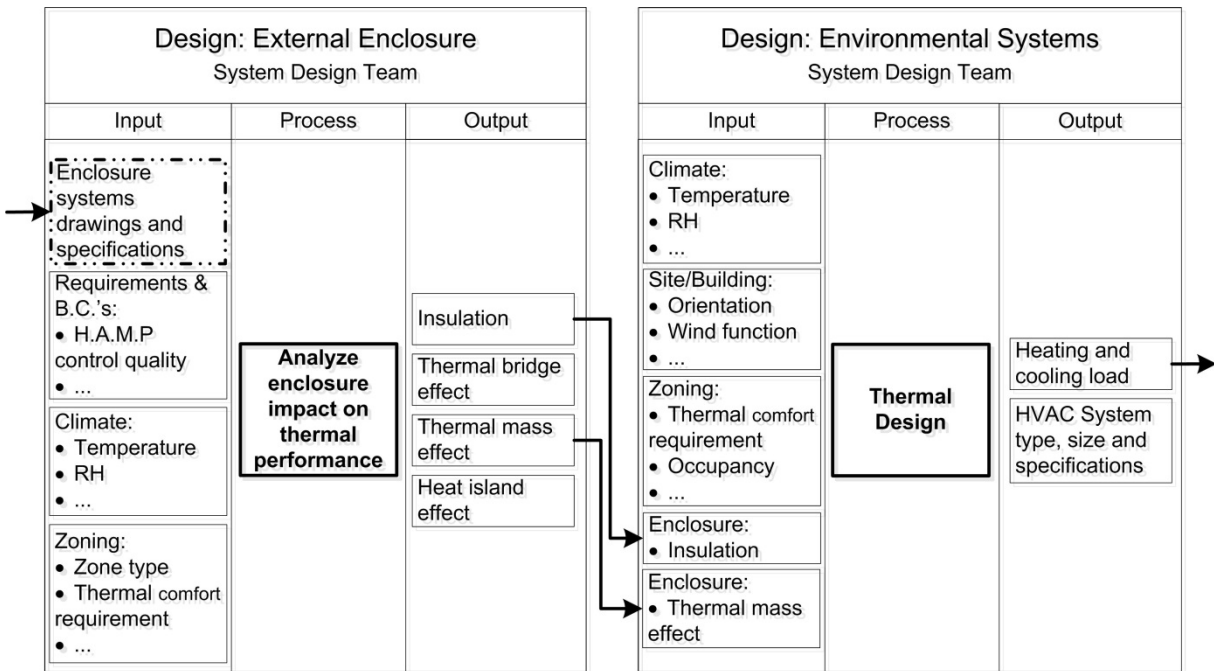 Design: External Enclosure
System Design Team
Input
Process
Output
Enclosure
systems
drawings and
specifications
Requirements &
B.C.'s:
• H.A.M.P
control quality
• ...
Climate:
• Temperature
• RH
• ...
Zoning:
• Zone type
• Thermal comfort
requirement
• ...
Analyze
enclosure
impact on
thermal
performance
Insulation
Thermal bridge
effect
Thermal mass
effect
Heat island
effect
Design: Environmental Systems
System Design Team
Input
Process
Output
Climate:
• Temperature
• RH
• ...
Site/Building:
• Orientation
• Wind function
• ...
Zoning:
• Thermal comfort
requirement
• Occupancy
• ...
Enclosure:
• Insulation
Enclosure:
• Thermal mass
effect
Thermal
Design
Heating and
cooling load
HVAC System
type, size and
specifications